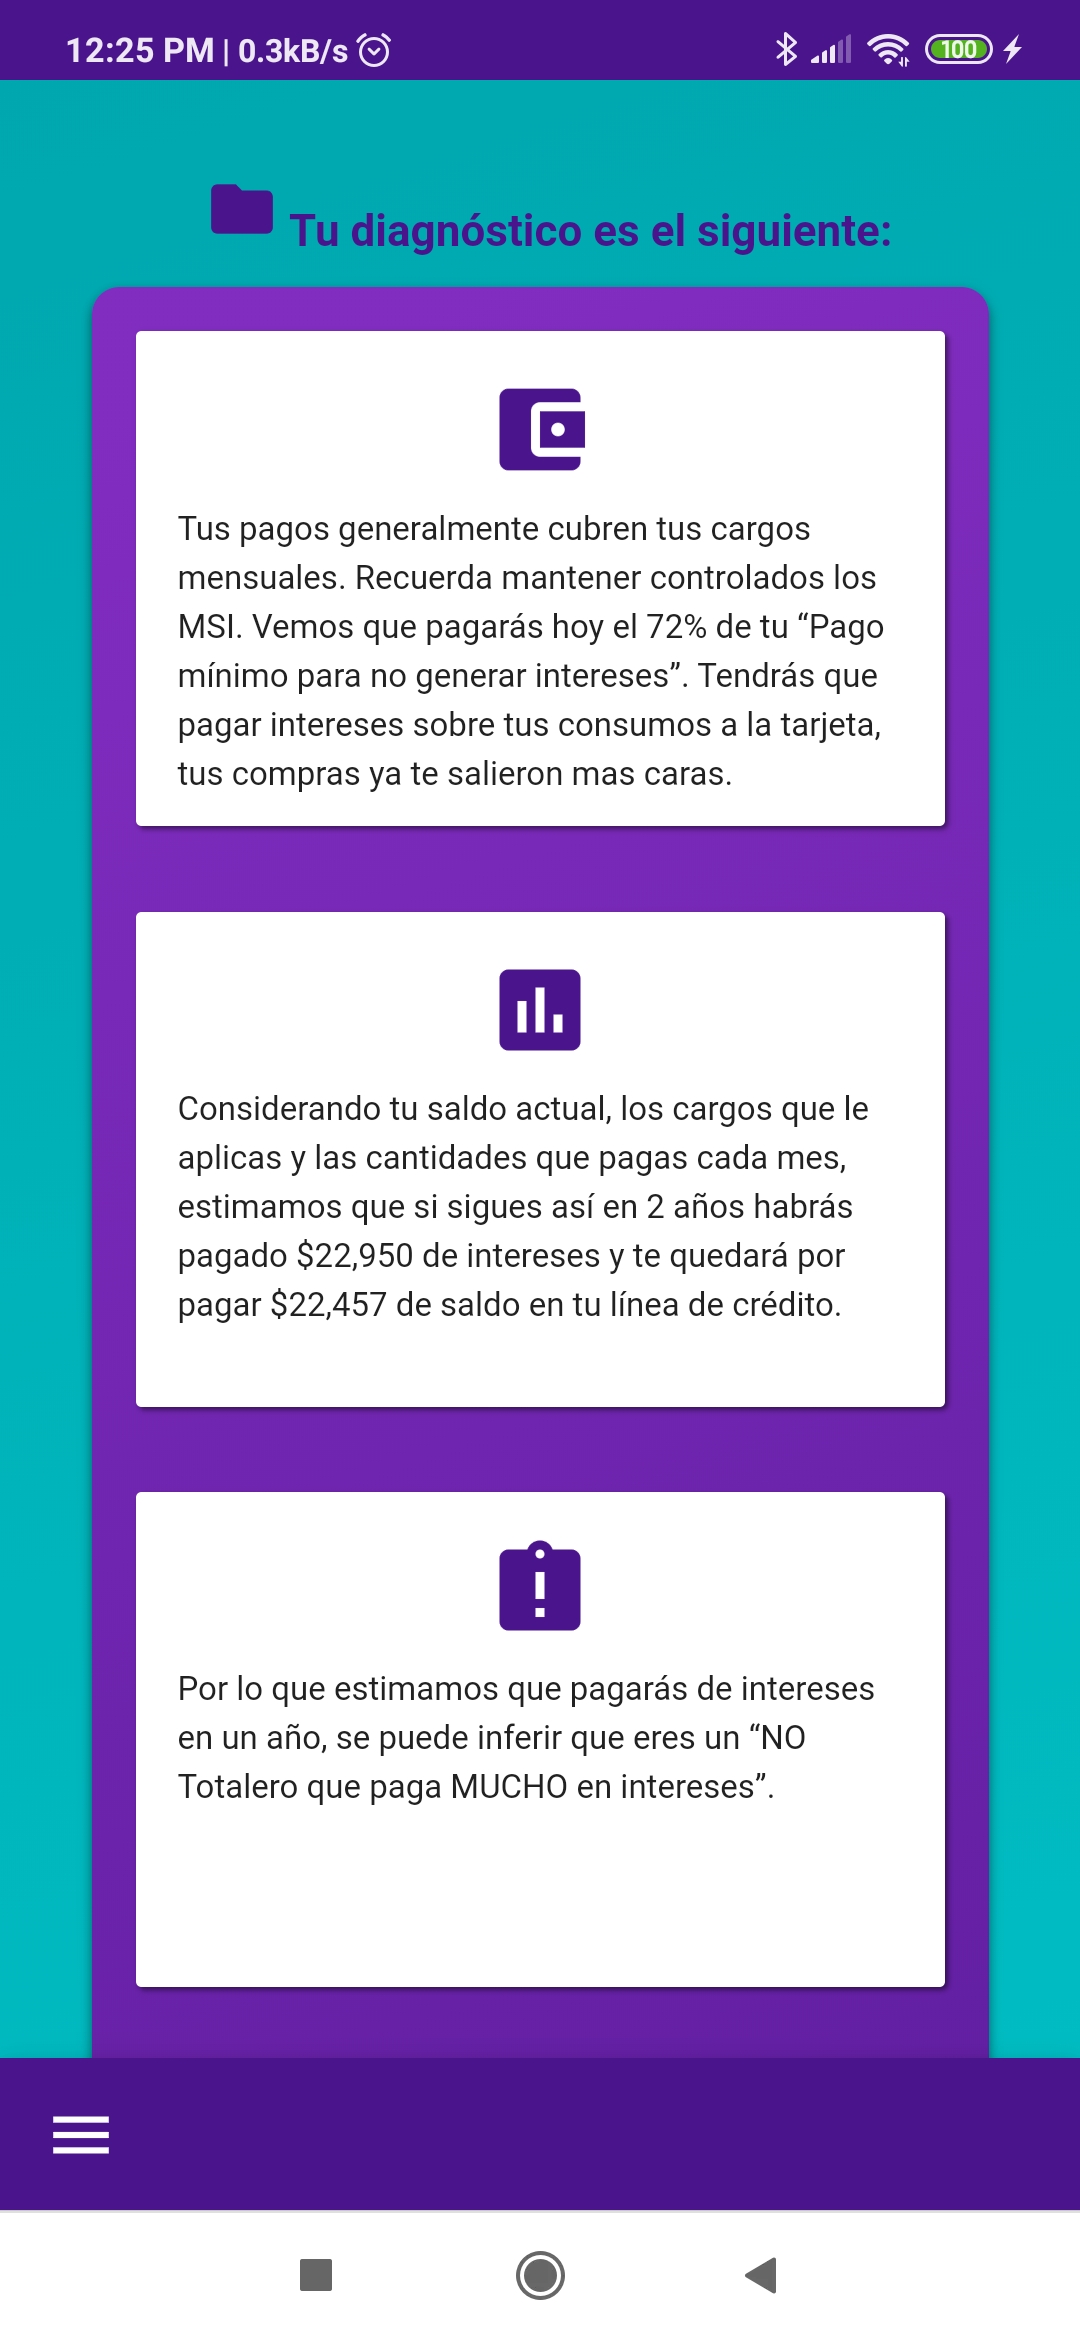 12:25 PM | 0.3kB/s
100
Tu diagnóstico es el siguiente:
Tus pagos generalmente cubren tus cargos
mensuales. Recuerda mantener controlados los
MSI. Vemos que pagarás hoy el 72% de tu “Pago
mínimo para no generar intereses”. Tendrás que
pagar intereses sobre tus consumos a la tarjeta,
tus compras ya te salieron mas caras.
Considerando tu saldo actual, los cargos que le
aplicas y las cantidades que pagas cada mes,
estimamos que si sigues así en 2 años habrás
pagado $22,950 de intereses y te quedará por
pagar $22,457 de saldo en tu línea de crédito.
Por lo que estimamos que pagarás de intereses
en un año, se puede inferir que eres un “NO
Totalero que paga MUCHO en intereses”.